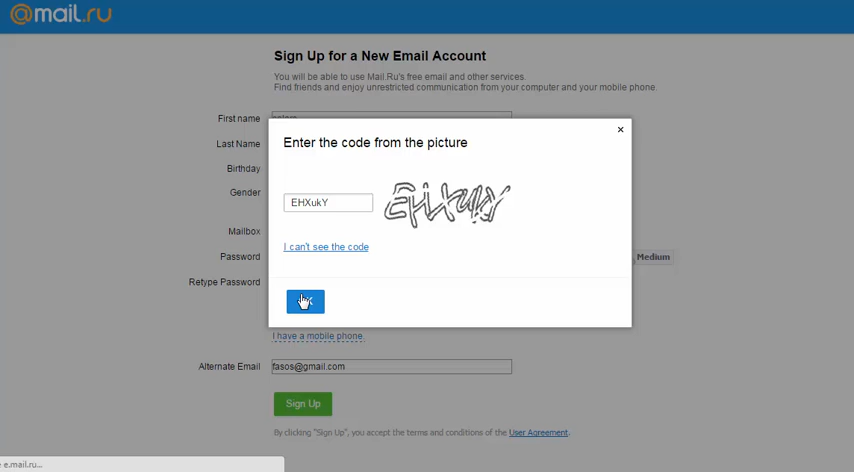 @mail.ru
Sign Up for a New Email Account
You will be able to use Mail.Ru's free email and other services.
Find friends and enjoy unrestricted communication from your computer and your mobile phone.
First name
Last Name
Birthday
Gender
Mailbox
Password
Medium
Retype Password
Enter the code from the picture
×
EHXukY
EHXukY
I can't see the code
I have a mobile phone.
Alternate Email
fasos@gmail.com
Sign Up
By clicking "Sign Up", you accept the terms and conditions of the User Agreement.
e.mail.ru...